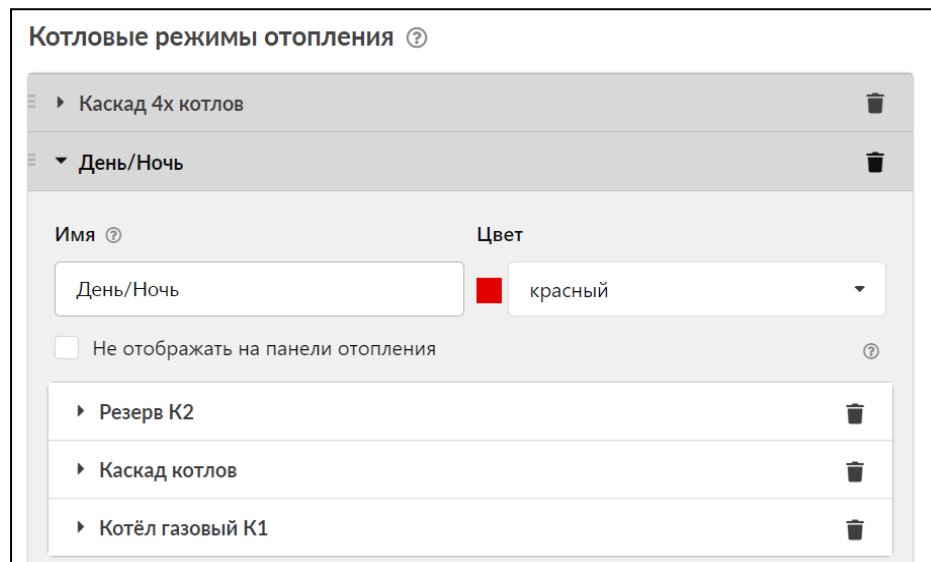 Котловые режимы отопления ?
Каскад 4х котлов
День/Ночь
Имя ? Цвет
День/Ночь красный
Не отображать на панели отопления ?
Резерв К2
Каскад котлов
Котёл газовый К1